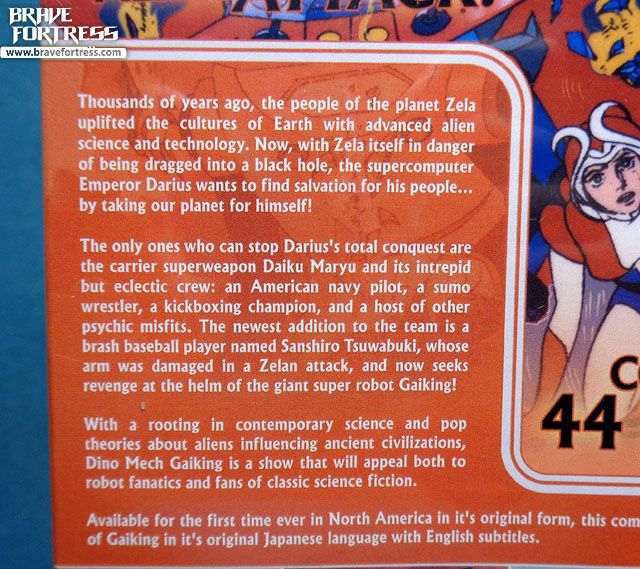 BRAVE
FORTRESS
www.bravefortress.com
ATTACK!
Thousands of years ago, the people of the planet Zela
uplifted the cultures of Earth with advanced alien
science and technology. Now, with Zela itself in danger
of being dragged into a black hole, the supercomputer
Emperor Darius wants to find salvation for his people...
by taking our planet for himself!
The only ones who can stop Darius's total conquest are
the carrier superweapon Daiku Maryu and its intrepid
but eclectic crew: an American navy pilot, a sumo
wrestler, a kickboxing champion, and a host of other
psychic misfits. The newest addition to the team is a
brash baseball player named Sanshiro Tsuwabuki, whose
arm was damaged in a Zelan attack, and now seeks
revenge at the helm of the giant super robot Gaiking!
With a rooting in contemporary science and pop
theories about aliens influencing ancient civilizations,
Dino Mech Gaiking is a show that will appeal both to
robot fanatics and fans of classic science fiction.
44
Available for the first time ever in North America in it's original form, this com
of Gaiking in it's original Japanese language with English subtitles.